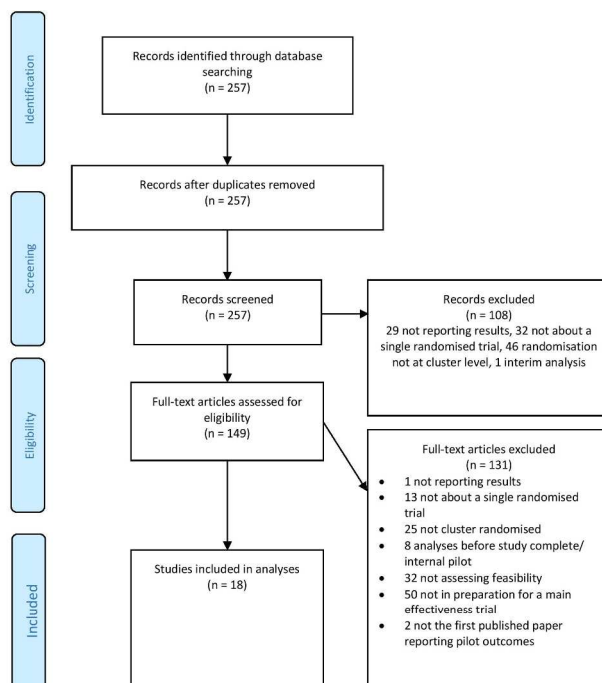 Identification
Records identified through database
searching
(n = 257)
Records after duplicates removed
(n = 257)
Screening
Records screened
(n = 257)
Records excluded
(n = 108)
29 not reporting results, 32 not about a
single randomised trial, 46 randomisation
not at cluster level, 1 interim analysis
Eligibility
Full-text articles assessed for
eligibility
(n = 149)
Full-text articles excluded
(n = 131)
• 1 not reporting results
• 13 not about a single randomised
trial
• 25 not cluster randomised
• 8 analyses before study complete/
internal pilot
• 32 not assessing feasibility
• 50 not in preparation for a main
effectiveness trial
• 2 not the first published paper
reporting pilot outcomes
Included
Studies included in analyses
(n = 18)